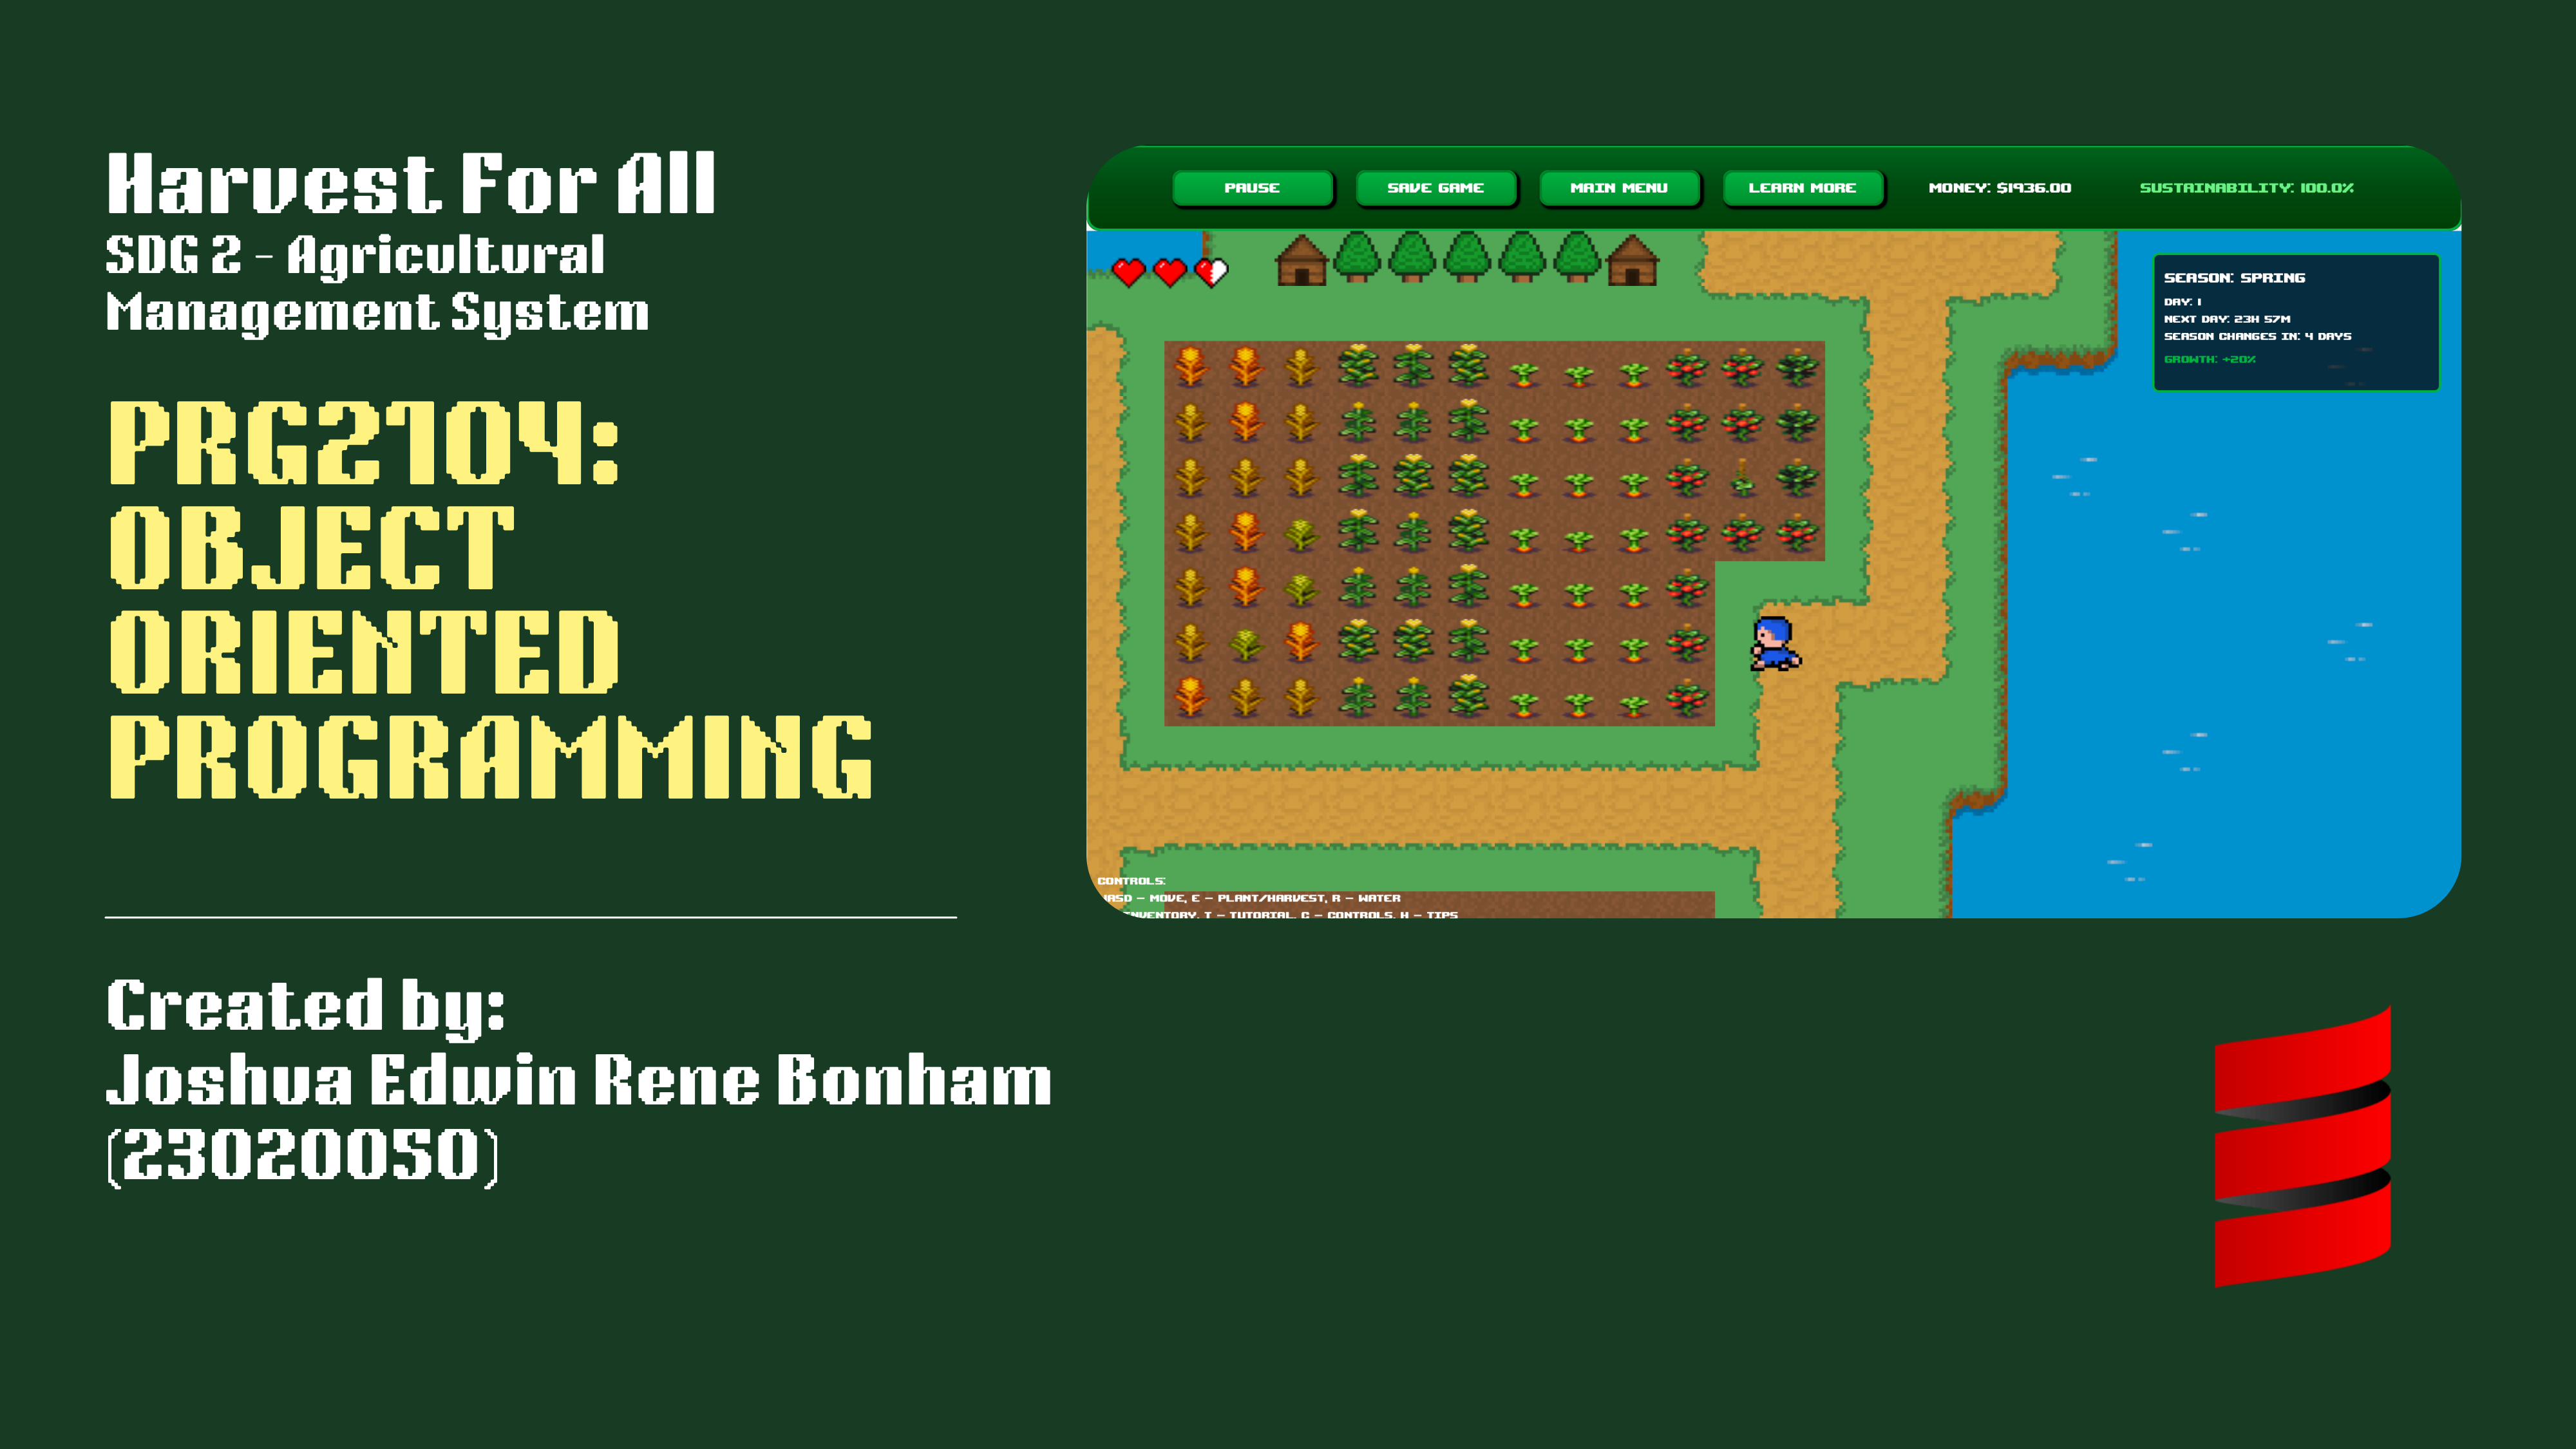 Harvest For All
SDG 2 - Agricultural
Management System
PRG2104:
OBJECT
ORIENTED
PROGRAMMING
Created by:
Joshua Edwin Rene Bonham
(23020050)
PAUSE
SAVE GAME
MAIN MENU
LEARN MORE
MONEY: $1936.00
SUSTAINABILITY: 100.0%
SEASON: SPRING
DAY: 1
NEXT DAY: 23H 57M
SEASON CHANGES IN: 4 DAYS
GROWTH: +20%
CONTROLS:
- MOVE, E - PLANT/HARVEST, R - WATER
INVENTORY, T - TUTORIAL, C - CONTROLS, H - TIPS